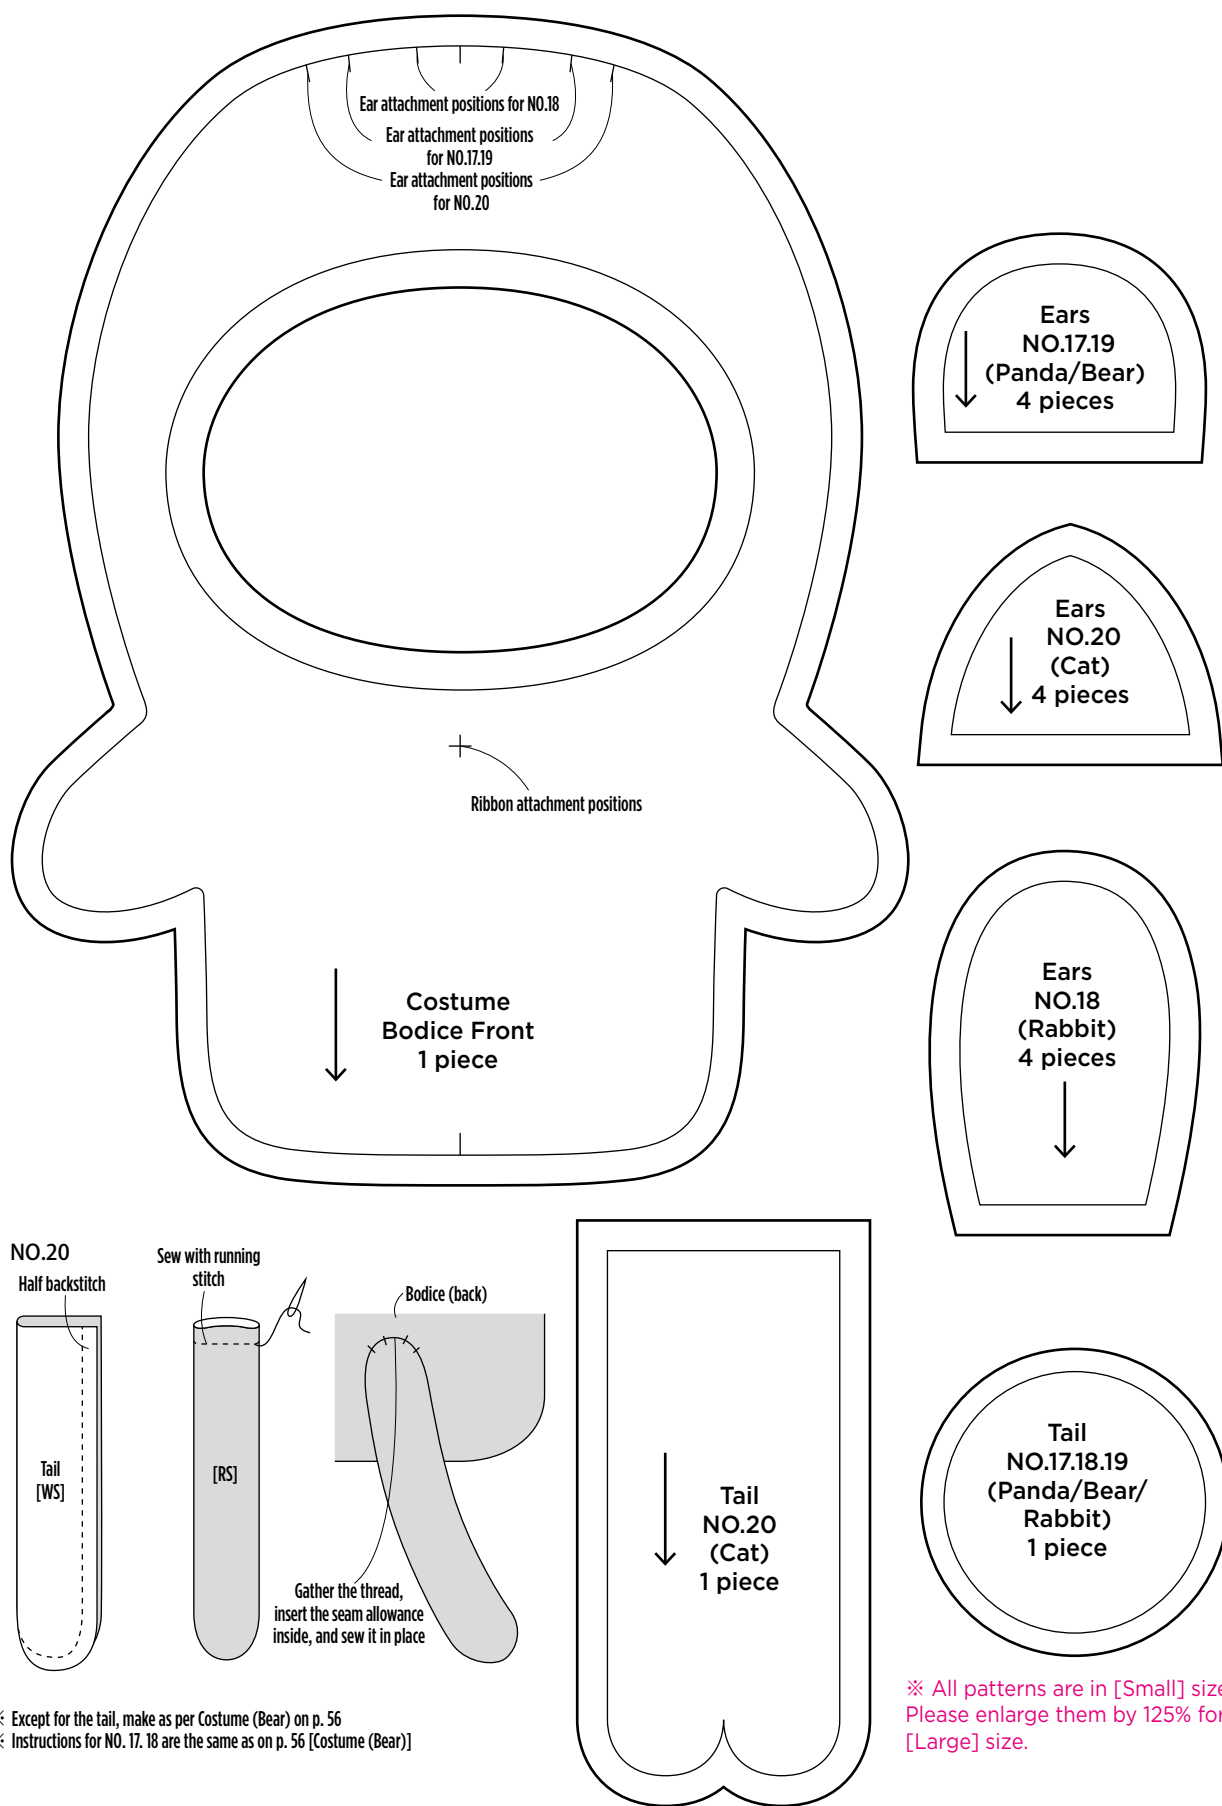 Ear attachment positions for NO.18
Ear attachment positions
for NO.17.19
Ear attachment positions
for NO.20
Ears
NO.17.19
(Panda/Bear)
4 pieces
Ears
NO.20
(Cat)
4 pieces
Ribbon attachment positions
Ears
NO.18
(Rabbit)
4 pieces
Costume
Bodice Front
1 piece
NO.20
Half backstitch
Sew with running
stitch
Bodice (back)
Tail
[WS]
[RS]
Gather the thread,
insert the seam allowance
inside, and sew it in place
Tail
NO.20
(Cat)
1 piece
Tail
NO.17.18.19
(Panda/Bear/
Rabbit)
1 piece
※ Except for the tail, make as per Costume (Bear) on p. 56
※ Instructions for NO. 17. 18 are the same as on p. 56 [Costume (Bear)]
※ All patterns are in [Small] size
Please enlarge them by 125% for
[Large] size.